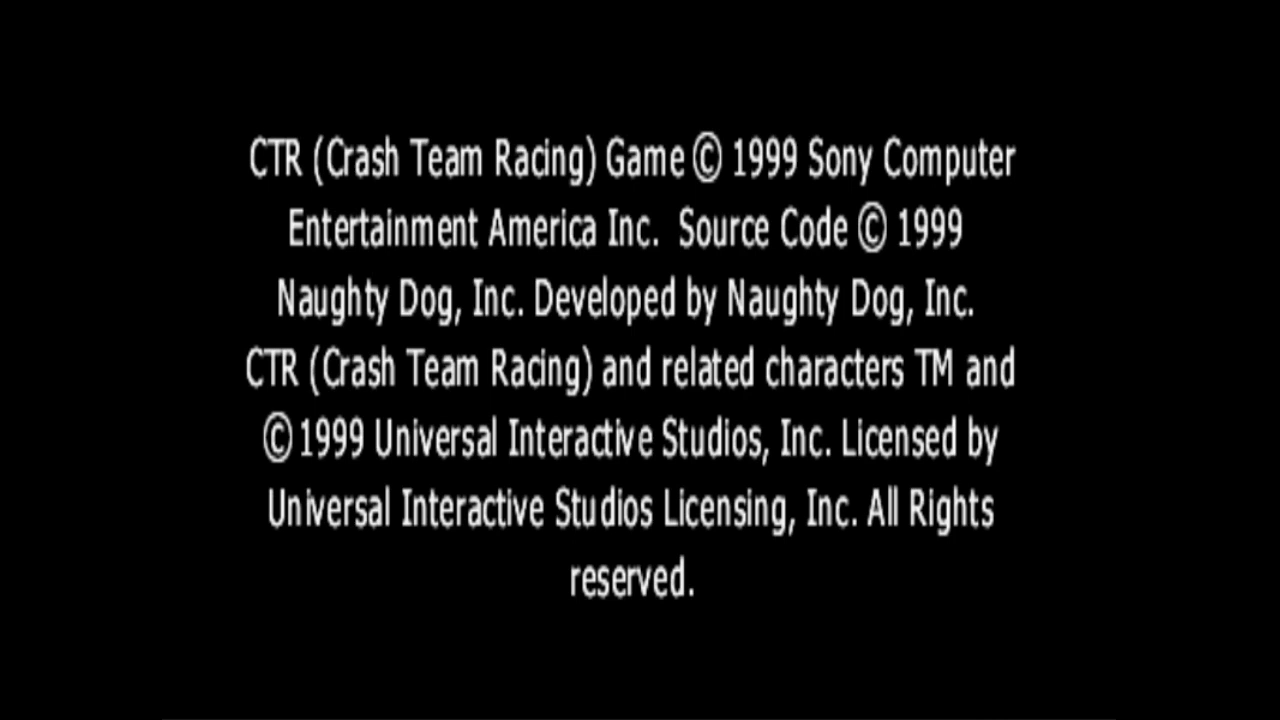 CTR (Crash Team Racing) Game © 1999 Sony Computer
Entertainment America Inc.  Source Code © 1999
Naughty Dog, Inc. Developed by Naughty Dog, Inc.
CTR (Crash Team Racing) and related characters TM and
© 1999 Universal Interactive Studios, Inc. Licensed by
Universal Interactive Studios Licensing, Inc. All Rights
reserved.